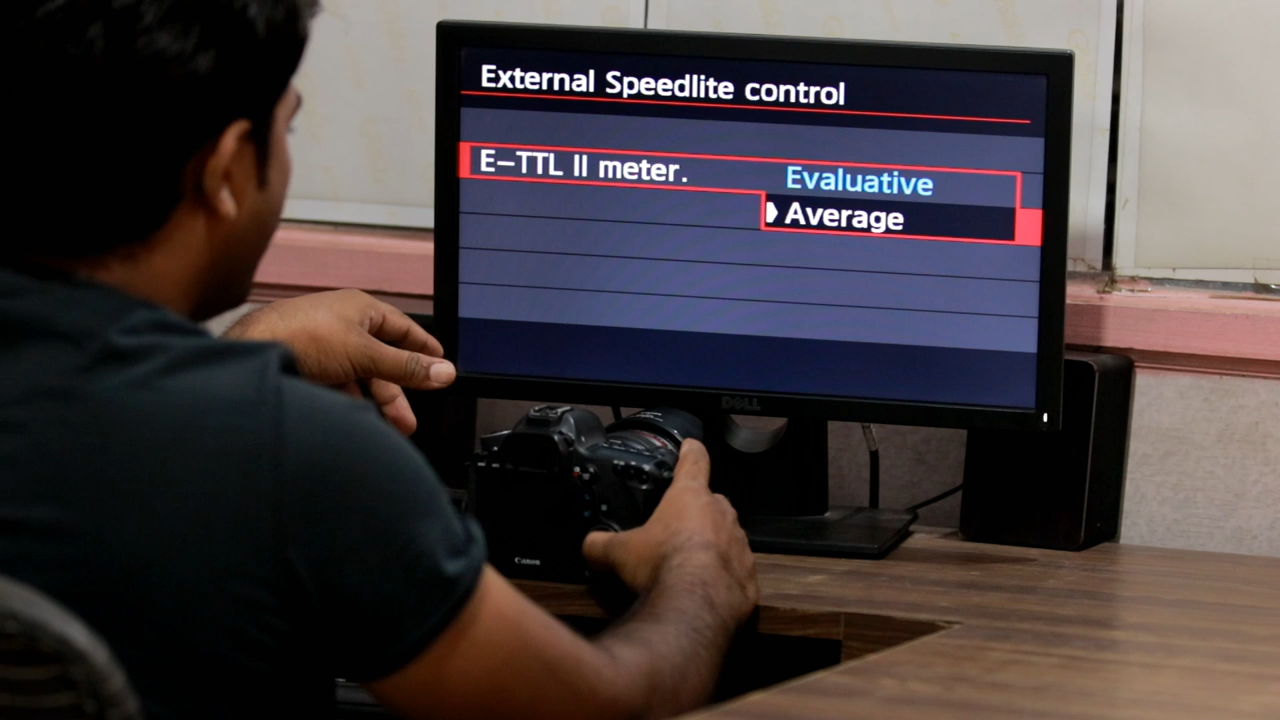 External Speedlite control
E-TTL II meter.
Evaluative
Average
DELL
Canon